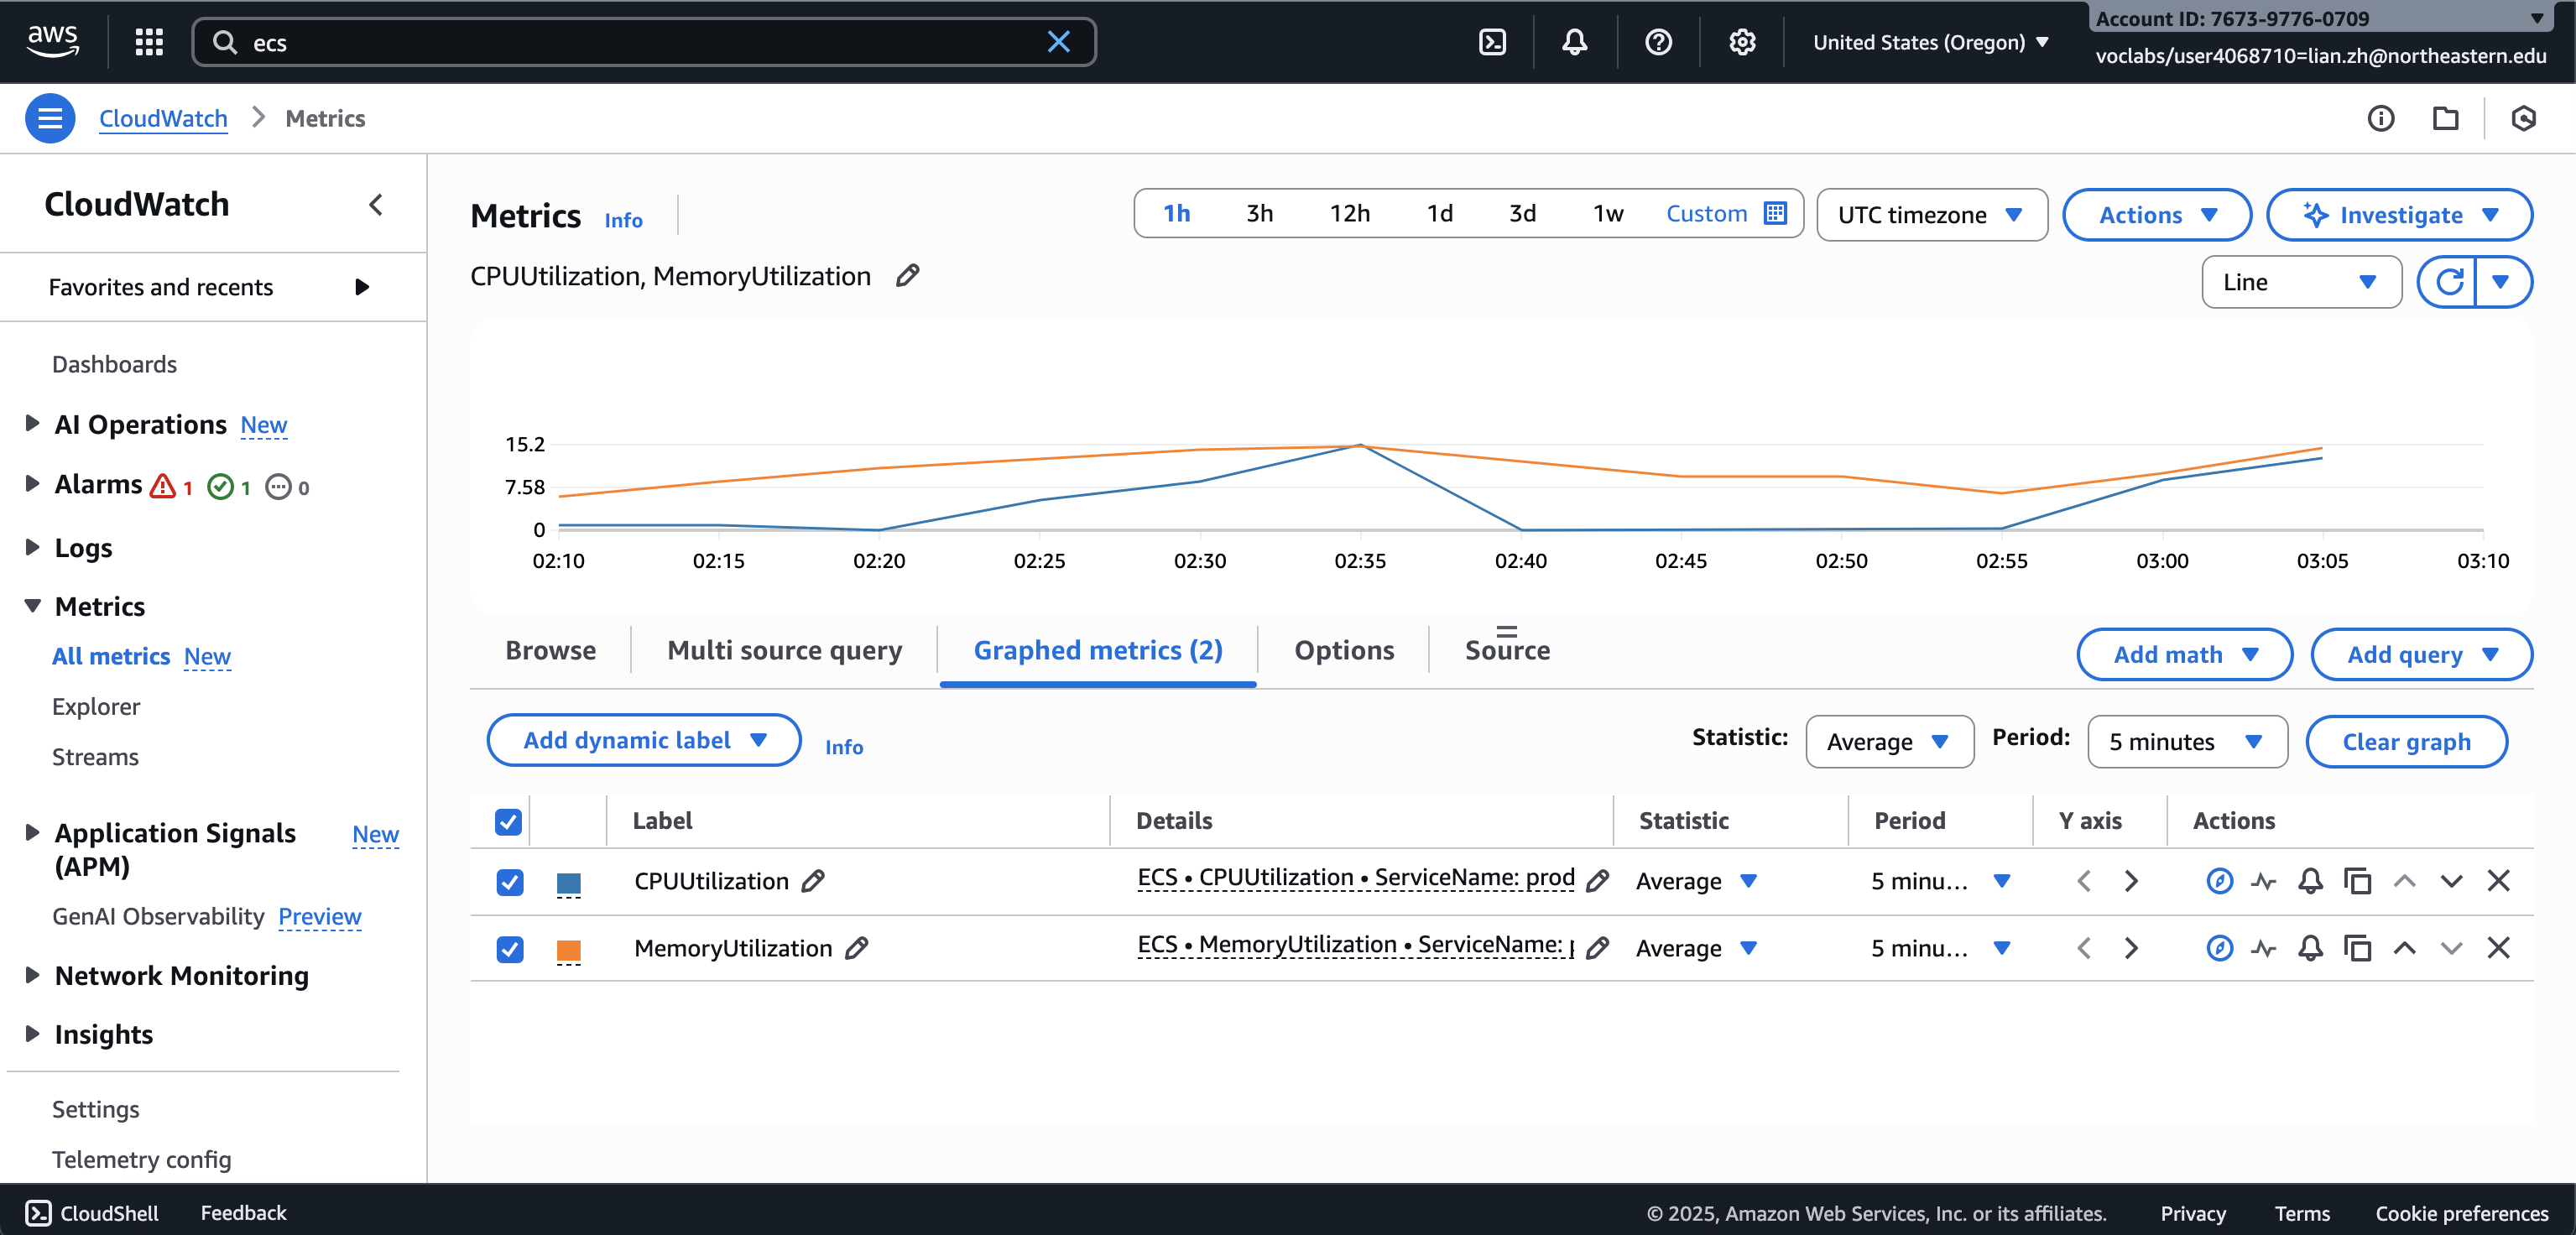 aws
ecs
United States (Oregon)
Account ID: 7673-9776-0709
voclabs/user4068710=lian.zh@northeastern.edu
CloudWatch
Metrics
CloudWatch
Favorites and recents
Dashboards
AI Operations New
Alarms 1 1 0
Logs
Metrics
All metrics New
Explorer
Streams
Application Signals New
(APM)
GenAI Observability Preview
Network Monitoring
Insights
Settings
Telemetry config
Metrics Info
1h 3h 12h 1d 3d 1w Custom
UTC timezone
Actions
Investigate
CPUUtilization, MemoryUtilization
Line
15.2
7.58
0
02:10 02:15 02:20 02:25 02:30 02:35 02:40 02:45 02:50 02:55 03:00 03:05 03:10
Browse Multi source query Graphed metrics (2) Options Source
Add math Add query
Add dynamic label Info
Statistic: Average Period: 5 minutes Clear graph
Label Details Statistic Period Y axis Actions
CPUUtilization ECS • CPUUtilization • ServiceName: prod Average 5 minu...
MemoryUtilization ECS • MemoryUtilization • ServiceName: Average 5 minu...
CloudShell Feedback
© 2025, Amazon Web Services, Inc. or its affiliates. Privacy Terms Cookie preferences